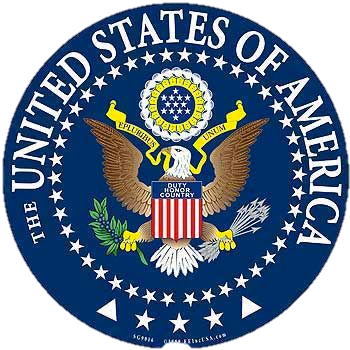 THE UNITED STATES OF AMERICA
E PLURIBUS UNUM
DUTY
HONOR
COUNTRY